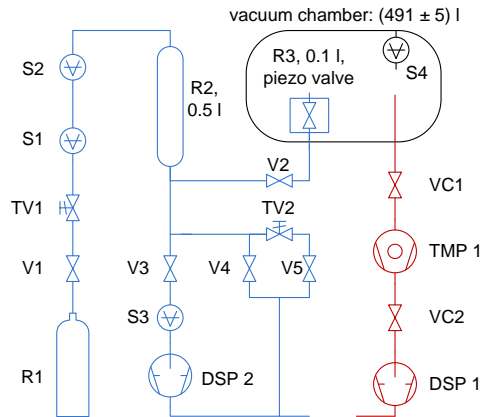 vacuum chamber: (491 ± 5) l
S2
R2,
0.5 l
R3, 0.1 l,
piezo valve
S4
S1
V2
VC1
TV1
TV2
V1
V3
V4
V5
TMP 1
S3
VC2
R1
DSP 2
DSP 1